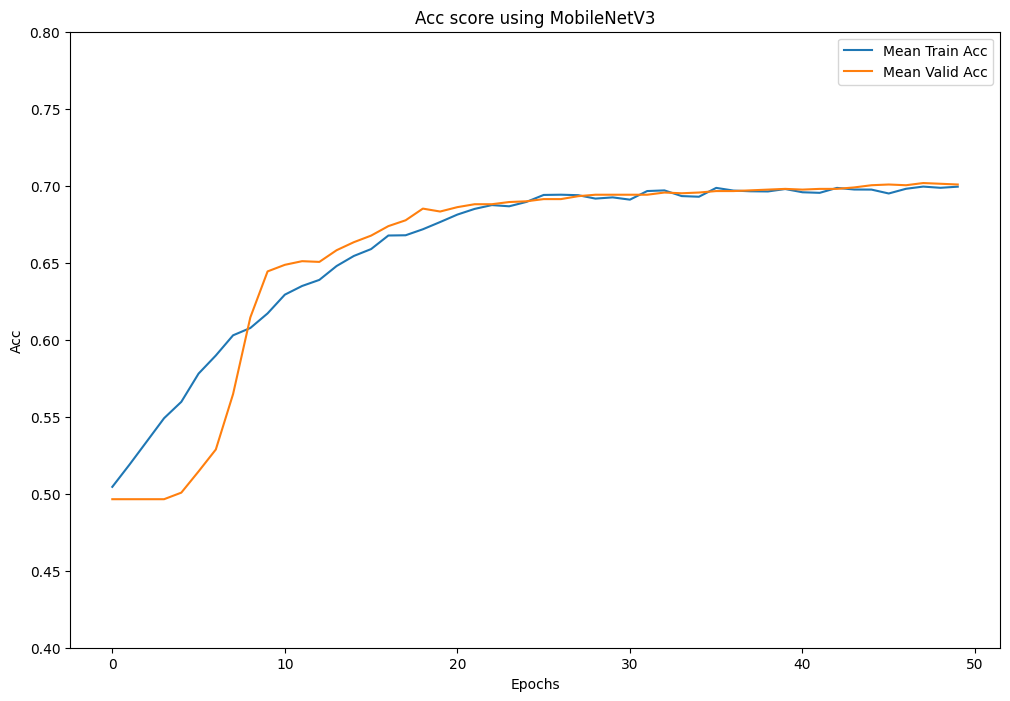 Acc score using MobileNetV3
Mean Train Acc
Mean Valid Acc
0.80
0.75
0.70
0.65
0.60
0.55
0.50
0.45
0.40
Acc
0 10 20 30 40 50
Epochs